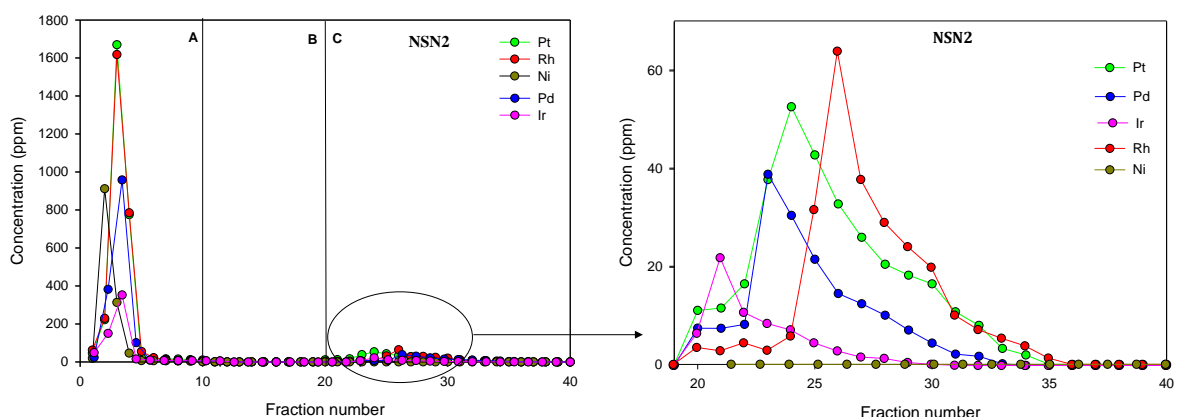 1800
1600
1400
1200
1000
800
600
400
200
0
Concentration (ppm)
A
B
C
NSN2
Pt
Rh
Ni
Pd
Ir
0 10 20 30 40
Fraction number
NSN2
60
40
20
0
Concentration (ppm)
Pt
Pd
Ir
Rh
Ni
20 25 30 35 40
Fraction number